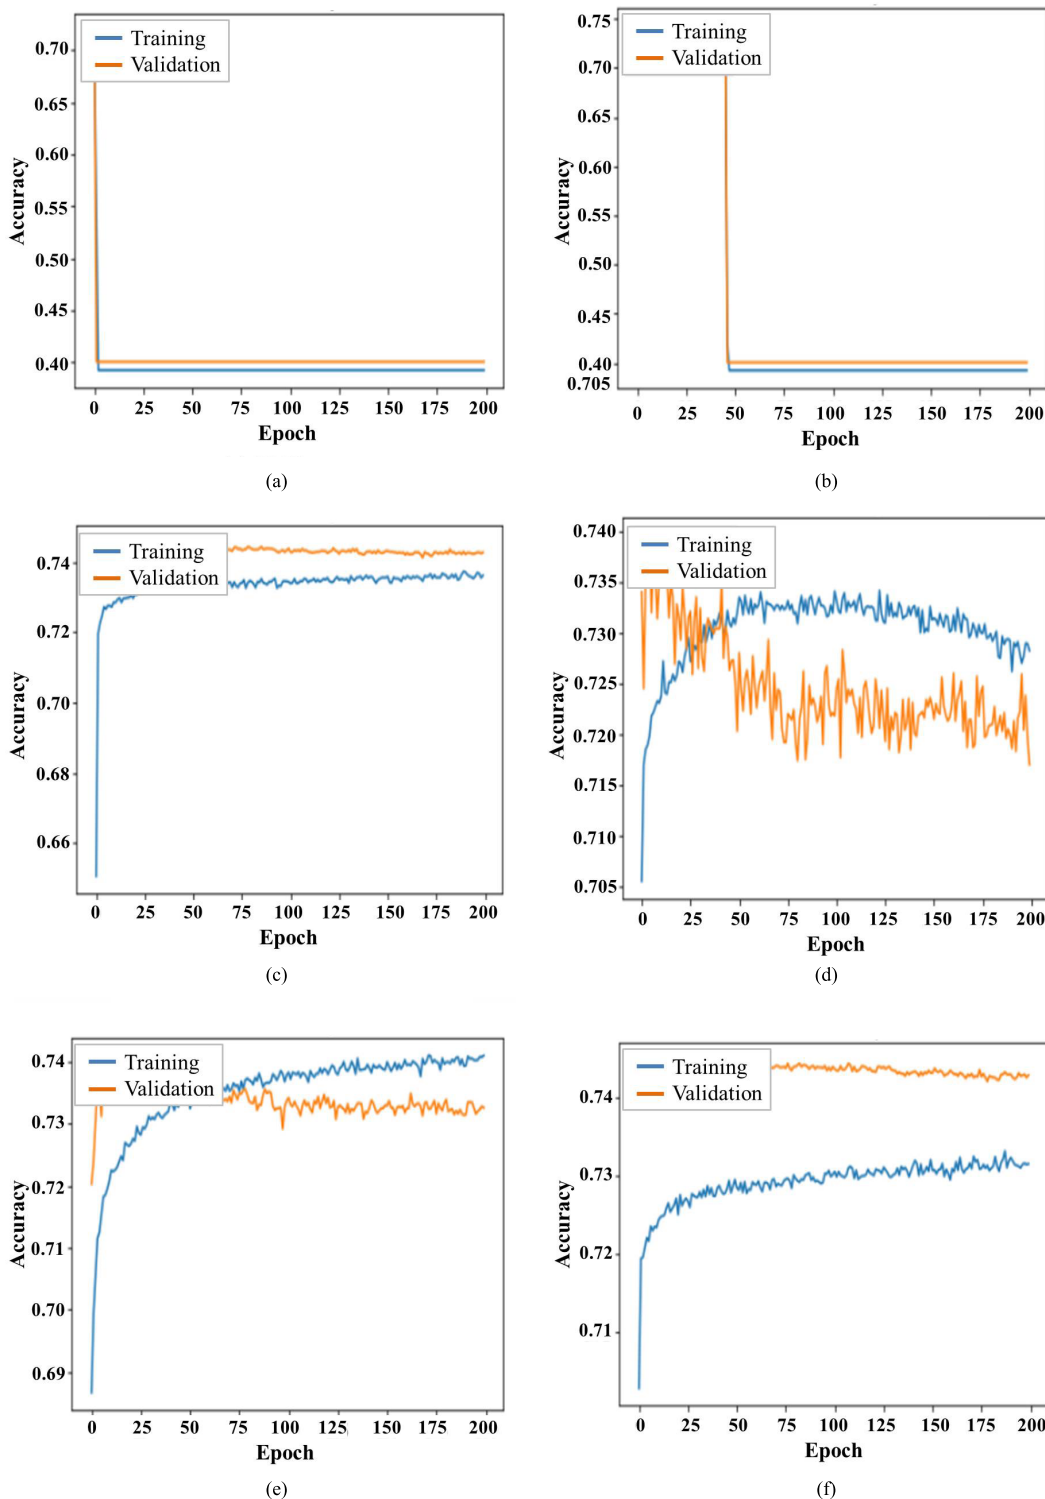 Training
Validation
0.70
0.65
0.60
0.55
0.50
0.45
0.40
Accuracy
0 25 50 75 100 125 150 175 200
Epoch
(a)
Training
Validation
0.75
0.70
0.65
0.60
0.55
0.50
0.45
0.40
0.705
Accuracy
0 25 50 75 100 125 150 175 200
Epoch
(b)
Training
Validation
0.74
0.72
0.70
0.68
0.66
Accuracy
0 25 50 75 100 125 150 175 200
Epoch
(c)
Training
Validation
0.740
0.735
0.730
0.725
0.720
0.715
0.710
0.705
Accuracy
0 25 50 75 100 125 150 175 200
Epoch
(d)
Training
Validation
0.74
0.73
0.72
0.71
0.70
0.69
Accuracy
0 25 50 75 100 125 150 175 200
Epoch
(e)
Training
Validation
0.74
0.73
0.72
0.71
Accuracy
0 25 50 75 100 125 150 175 200
Epoch
(f)